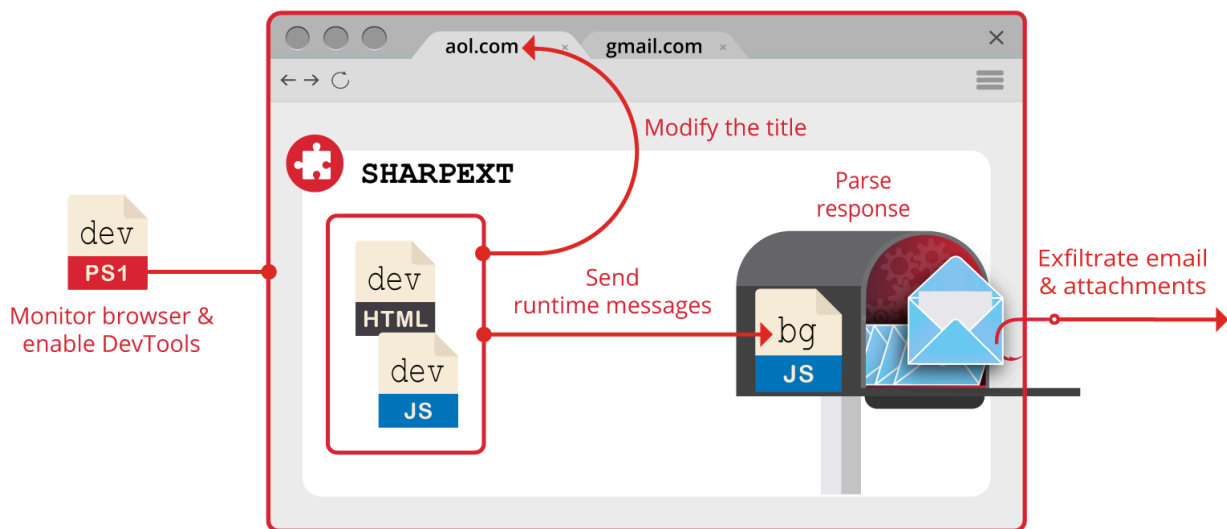 aol.com ×
gmail.com ×
×
Modify the title
SHARPEXT
dev
PS1
Monitor browser &
enable DevTools
dev
HTML
dev
JS
Send
runtime messages
Parse
response
bg
JS
Exfiltrate email
& attachments